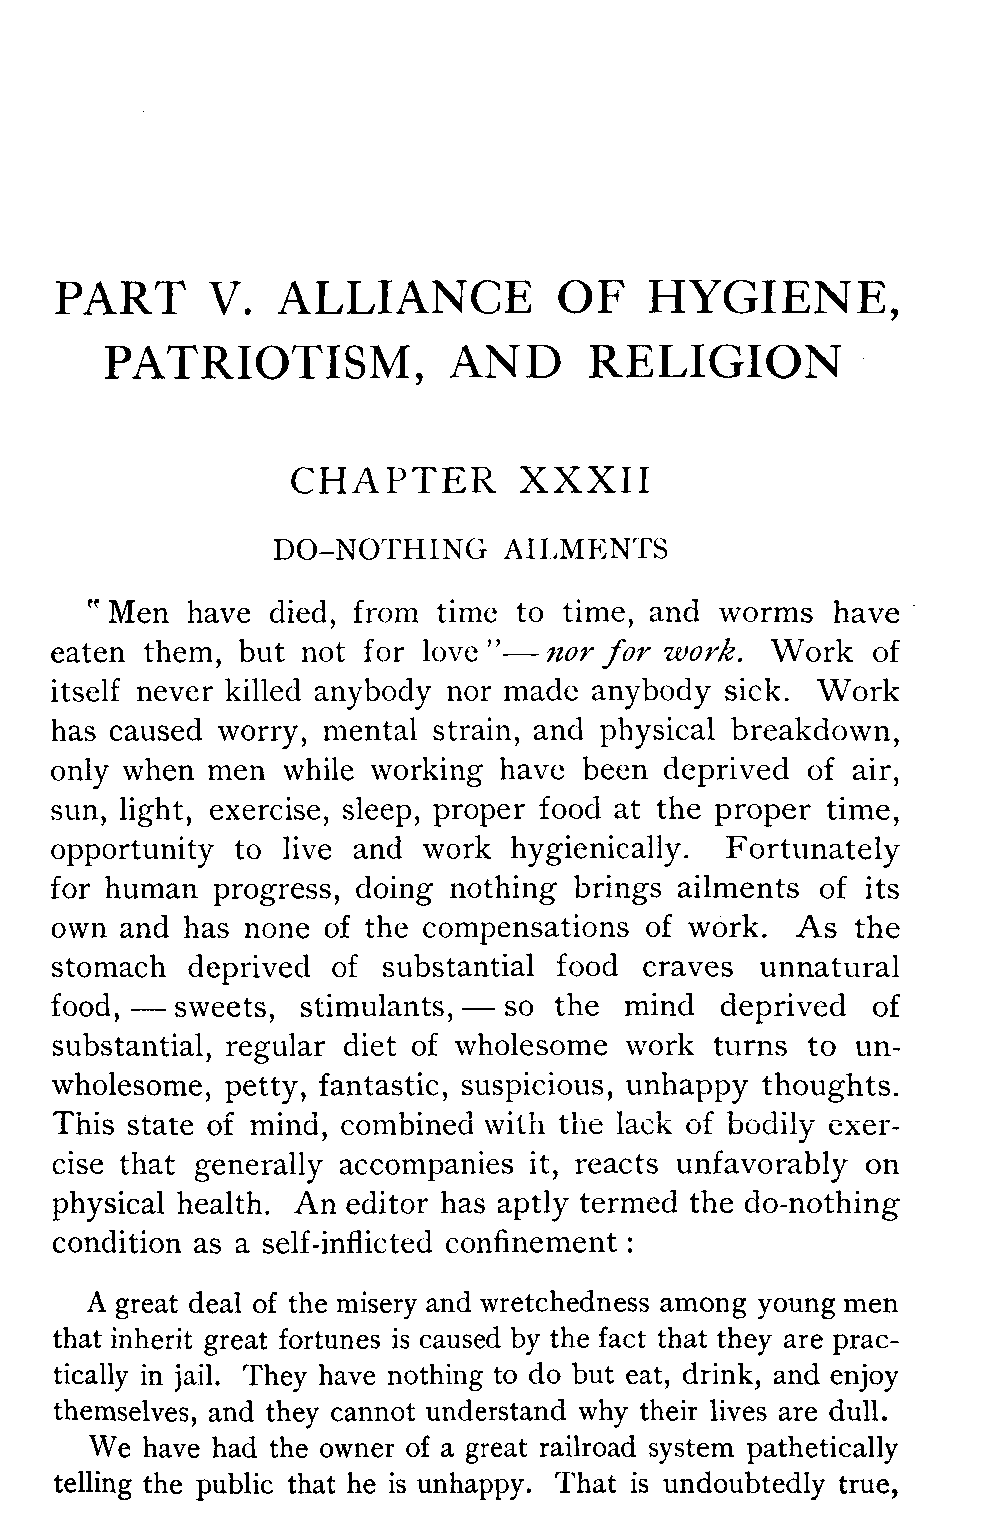 PART V. ALLIANCE OF HYGIENE,
PATRIOTISM, AND RELIGION
CHAPTER XXXII
DO-NOTHING AILMENTS
"Men have died, from time to time, and worms have
eaten them, but not for love"—nor for work. Work of
itself never killed anybody nor made anybody sick. Work
has caused worry, mental strain, and physical breakdown,
only when men while working have been deprived of air,
sun, light, exercise, sleep, proper food at the proper time,
opportunity to live and work hygienically. Fortunately
for human progress, doing nothing brings ailments of its
own and has none of the compensations of work. As the
stomach deprived of substantial food craves unnatural
food, — sweets, stimulants, — so the mind deprived of
substantial, regular diet of wholesome work turns to un-
wholesome, petty, fantastic, suspicious, unhappy thoughts.
This state of mind, combined with the lack of bodily exer-
cise that generally accompanies it, reacts unfavorably on
physical health. An editor has aptly termed the do-nothing
condition as a self-inflicted confinement :
A great deal of the misery and wretchedness among young men
that inherit great fortunes is caused by the fact that they are prac-
tically in jail. They have nothing to do but eat, drink, and enjoy
themselves, and they cannot understand why their lives are dull.
We have had the owner of a great railroad system pathetically
telling the public that he is unhappy. That is undoubtedly true,